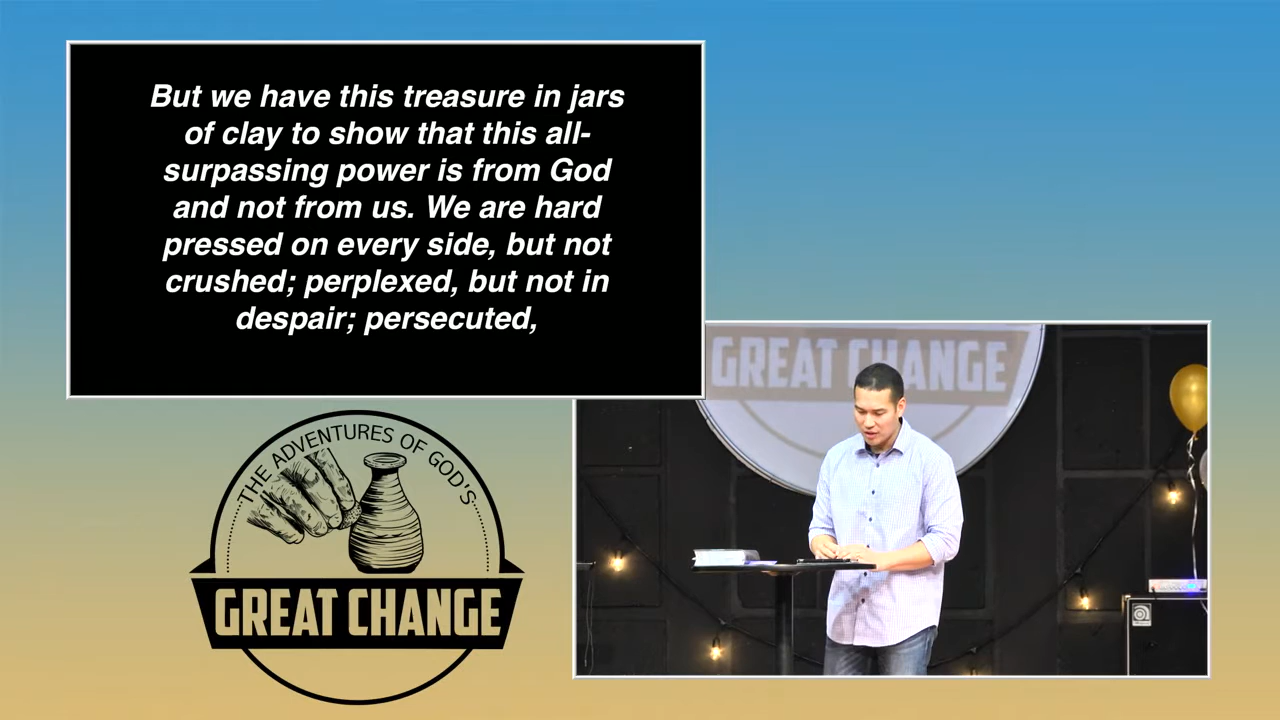 But we have this treasure in jars
of clay to show that this all-
surpassing power is from God
and not from us. We are hard
pressed on every side, but not
crushed; perplexed, but not in
despair; persecuted,
GREAT CHANGE
THE ADVENTURES OF GOD'S
GREAT CHANGE